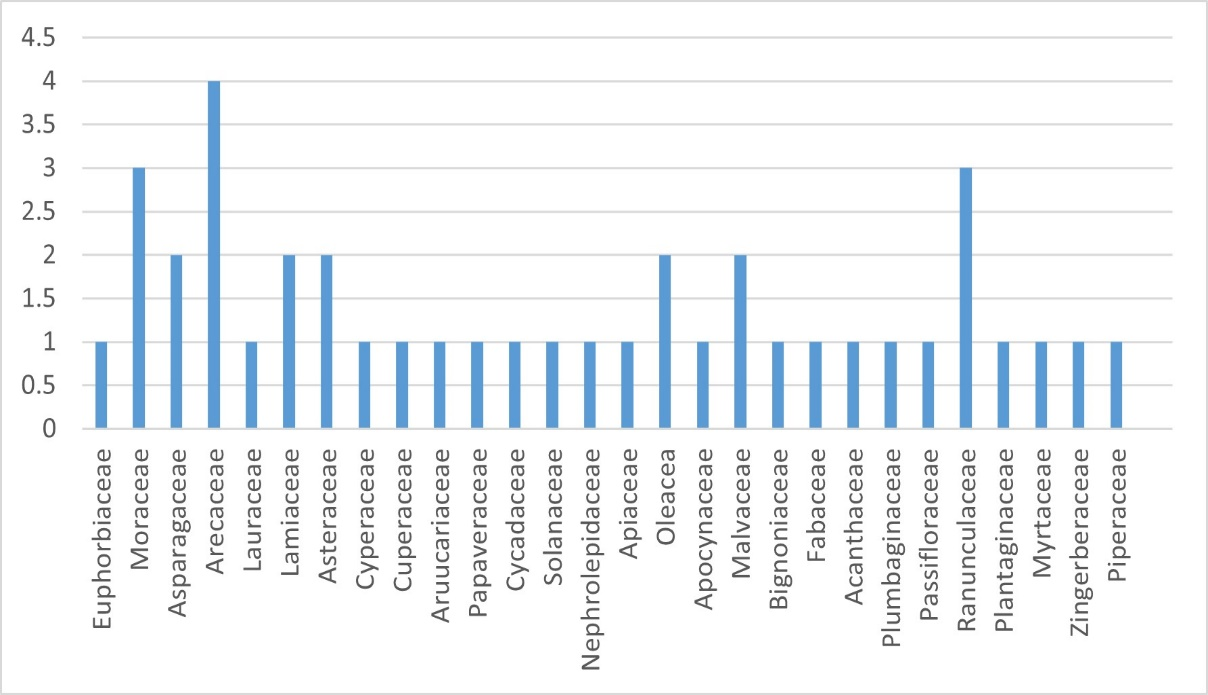 4.5
4
3.5
3
2.5
2
1.5
1
0.5
0
Euphorbiaceae
Moraceae
Asparagaceae
Arecaceae
Lauraceae
Lamiaceae
Asteraceae
Cyperaceae
Cuperaceae
Aruucariaceae
Papaveraceae
Cycadaceae
Solanaceae
Nephrolepidaceae
Apiaceae
Oleacea
Apocynaceae
Malvaceae
Bignoniaceae
Fabaceae
Acanthaceae
Plumbaginaceae
Passifloraceae
Ranunculaceae
Plantaginaceae
Myrtaceae
Zingerberaceae
Piperaceae